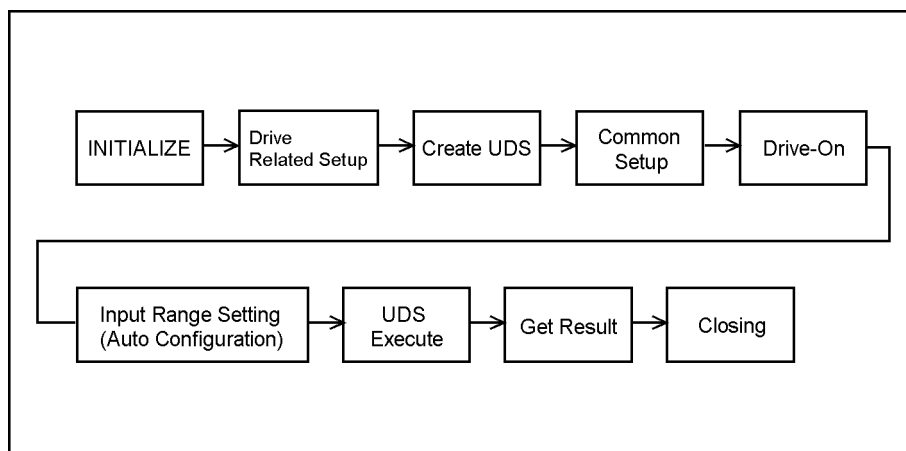 INITIALIZE
Drive
Related Setup
Create UDS
Common
Setup
Drive-On
Input Range Setting
(Auto Configuration)
UDS
Execute
Get Result
Closing